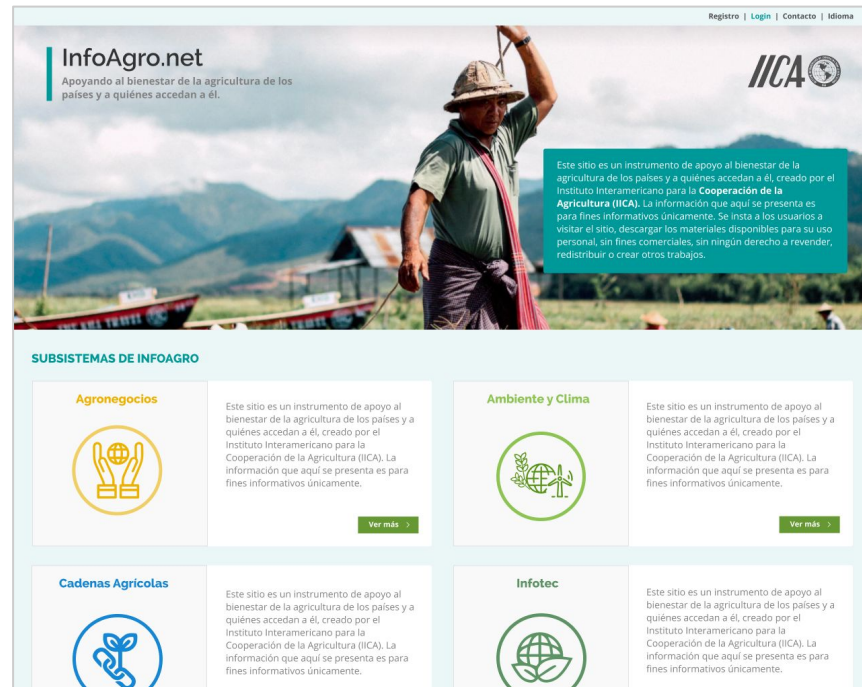 Registro | Login | Contacto | Idioma
InfoAgro.net
Apoyando al bienestar de la agricultura de los
países y a quiénes accedan a él.
IICA
Este sitio es un instrumento de apoyo al bienestar de la
agricultura de los países y a quiénes accedan a él, creado por el
Instituto Interamericano para la Cooperación de la
Agricultura (IICA). La información que aquí se presenta es
para fines informativos únicamente. Se insta a los usuarios a
visitar el sitio, descargar los materiales disponibles para su uso
personal, sin fines comerciales, sin ningún derecho a revender,
redistribuir o crear otros trabajos.
SUBSISTEMAS DE INFOAGRO
Agronegocios
Este sitio es un instrumento de apoyo al
bienestar de la agricultura de los países y a
quiénes accedan a él, creado por el
Instituto Interamericano para la
Cooperación de la Agricultura (IICA). La
información que aquí se presenta es para
fines informativos únicamente.
Ver más >
Ambiente y Clima
Este sitio es un instrumento de apoyo al
bienestar de la agricultura de los países y a
quiénes accedan a él, creado por el
Instituto Interamericano para la
Cooperación de la Agricultura (IICA). La
información que aquí se presenta es para
fines informativos únicamente.
Ver más >
Cadenas Agrícolas
Este sitio es un instrumento de apoyo al
bienestar de la agricultura de los países y a
quiénes accedan a él, creado por el
Instituto Interamericano para la
Cooperación de la Agricultura (IICA). La
información que aquí se presenta es para
fines informativos únicamente.
Infotec
Este sitio es un instrumento de apoyo al
bienestar de la agricultura de los países y a
quiénes accedan a él, creado por el
Instituto Interamericano para la
Cooperación de la Agricultura (IICA). La
información que aquí se presenta es para
fines informativos únicamente.